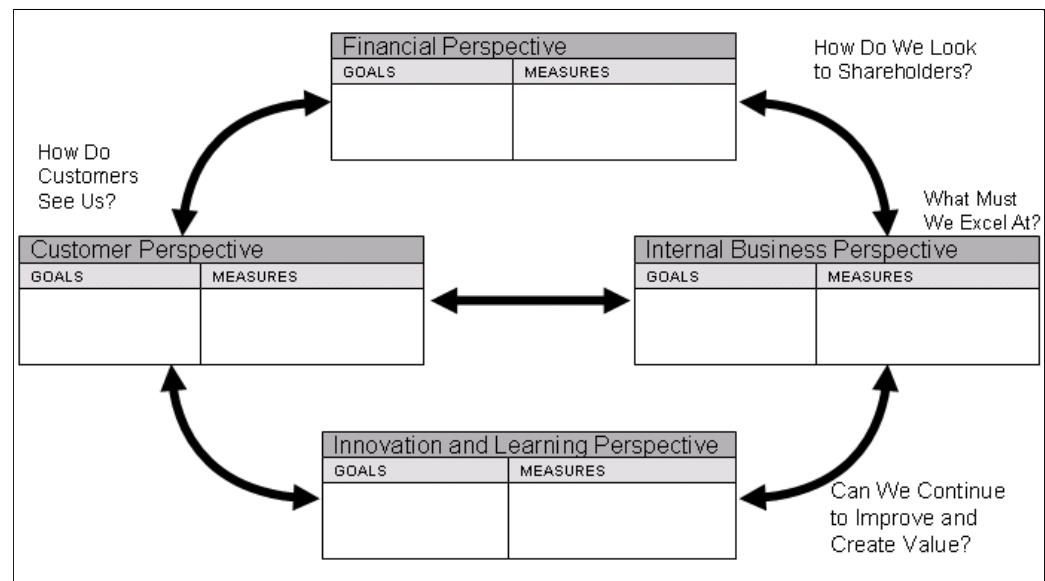 Financial Perspective
GOALS MEASURES
How Do We Look
to Shareholders?
How Do
Customers
See Us?
What Must
We Excel At?
Customer Perspective
GOALS MEASURES
Internal Business Perspective
GOALS MEASURES
Innovation and Learning Perspective
GOALS MEASURES
Can We Continue
to Improve and
Create Value?